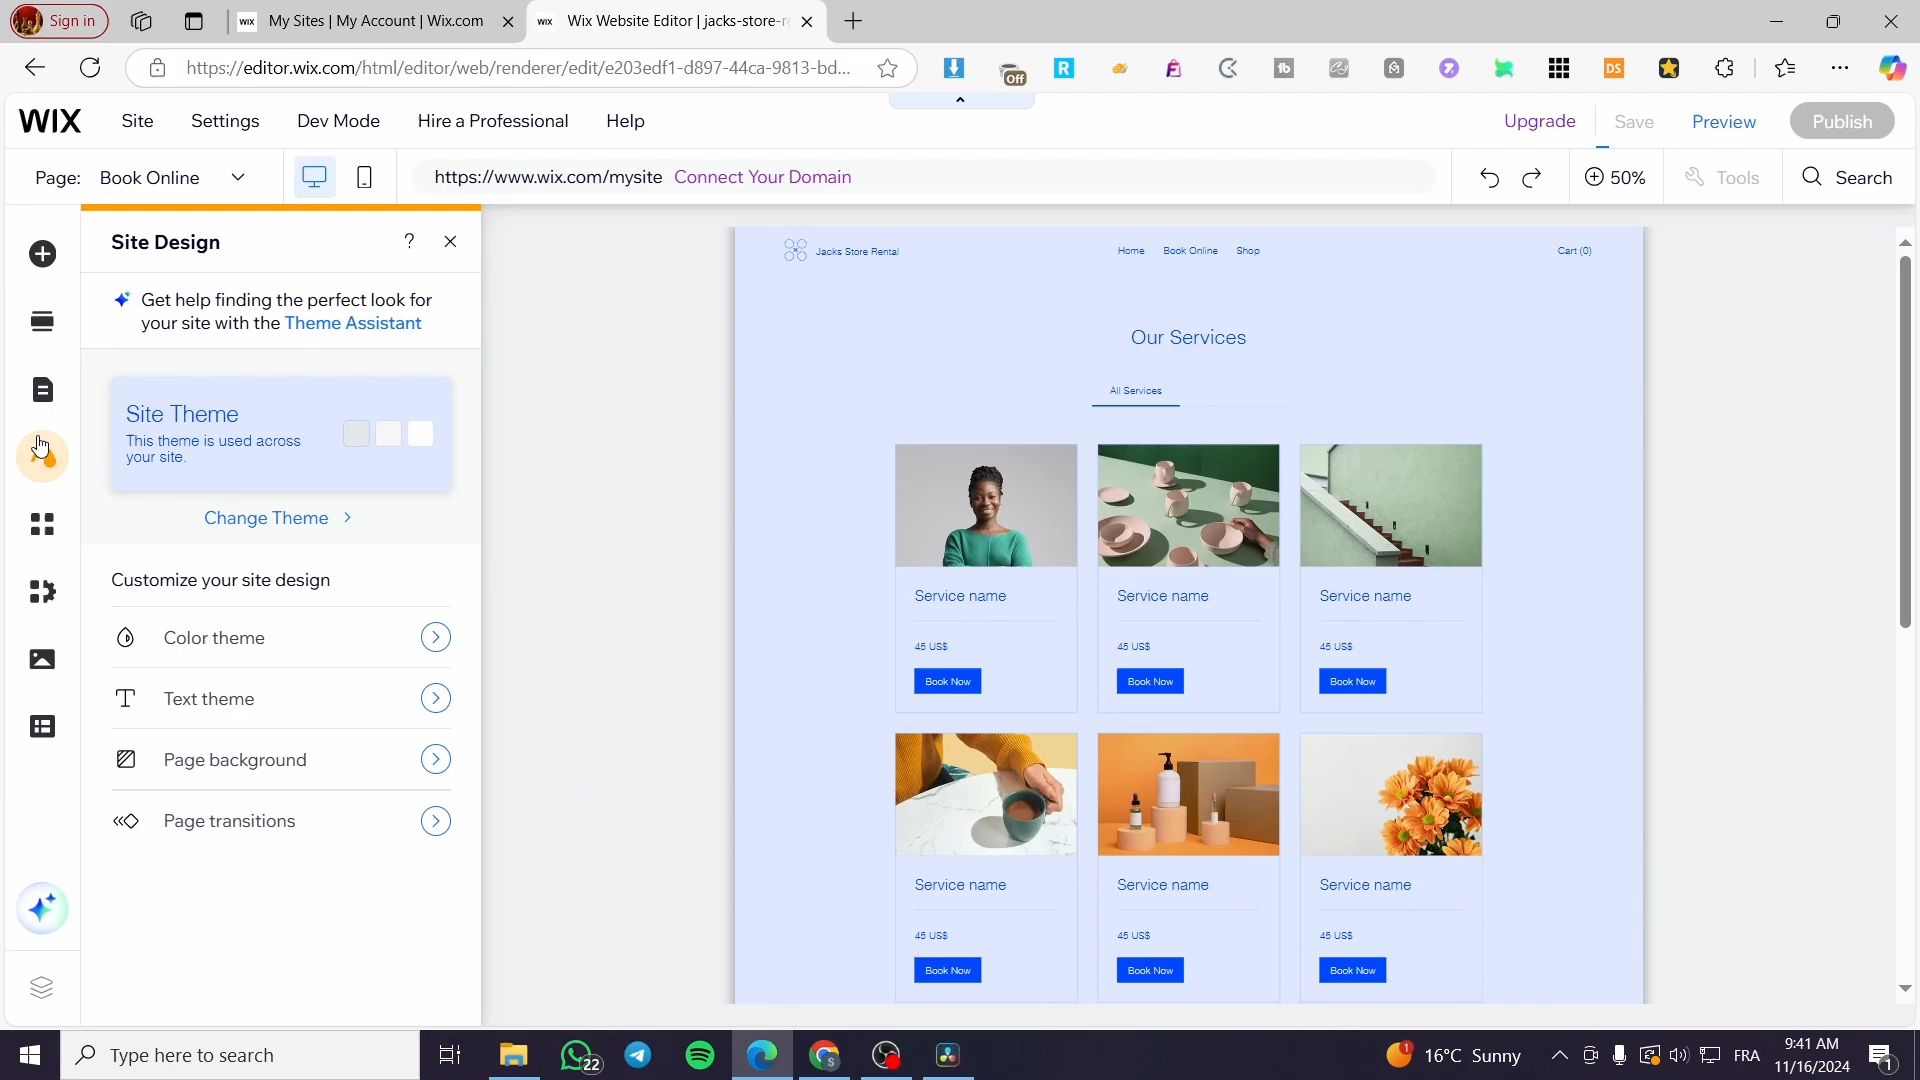 Sign in
WIX My Sites | My Account | Wix.com
WIX Wix Website Editor | jacks-store-r
https://editor.wix.com/html/editor/web/renderer/edit/e203edf1-d897-44ca-9813-bd...
Off
R
tb
DS
WIX
Site
Settings
Dev Mode
Hire a Professional
Help
Upgrade
Save
Preview
Publish
Page: Book Online
https://www.wix.com/mysite Connect Your Domain
50%
Tools
Search
Site Design
?
Get help finding the perfect look for
your site with the Theme Assistant
Site Theme
This theme is used across
your site.
Change Theme
Customize your site design
Color theme
Text theme
Page background
Page transitions
Jacks Store Rental
Home
Book Online
Shop
Cart (0)
Our Services
All Services
Service name
Service name
Service name
45 US$
45 US$
45 US$
Book Now
Book Now
Book Now
Service name
Service name
Service name
45 US$
45 US$
45 US$
Book Now
Book Now
Book Now
Type here to search
22
S
1
16°C Sunny
FRA
9:41 AM
11/16/2024
1